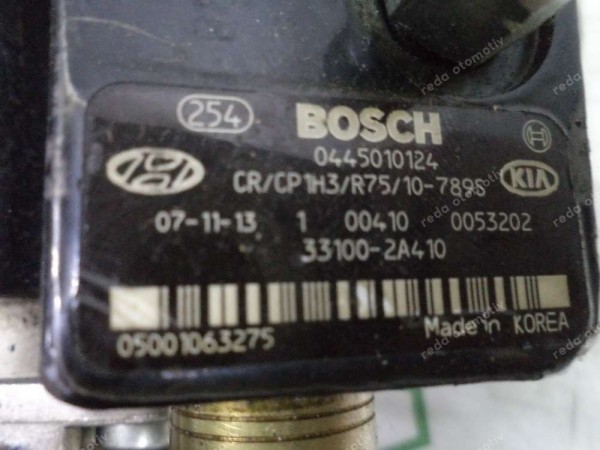 254 BOSCH
0445010124
CR/CP1H3/R75/10-789S
KIA
07-11-13 1 00410 0053202
33100-2A410
05001063275 Made in KOREA
reda otomotiv